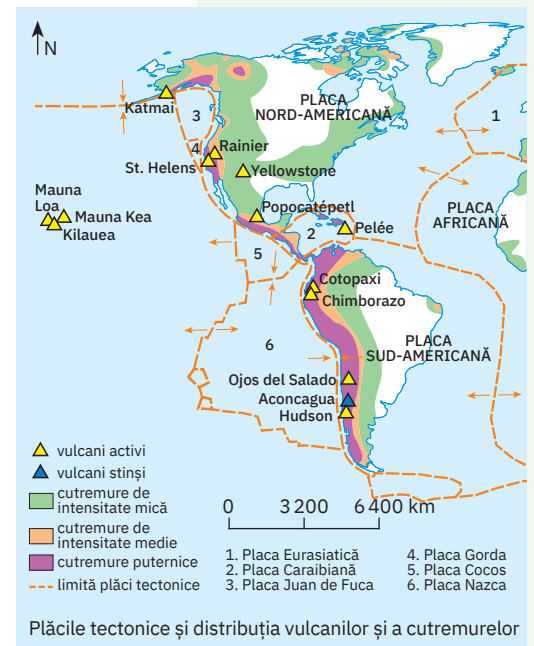 N
Katmai
3
4
Rainier
St. Helens
Yellowstone
PLACA
NORD-AMERICANĂ
1
Mauna
Loa
Mauna Kea
Kilauea
Popocatépetl
2
Pelée
PLACA
AFRICANĂ
5
Cotopaxi
Chimborazo
6
PLACA
SUD-AMERICANĂ
Ojos del Salado
Aconcagua
Hudson
vulcani activi
vulcani stinși
cutremure de
intensitate mică
cutremure de
intensitate medie
cutremure puternice
limită plăci tectonice
0 3 200 6 400 km
1. Placa Eurasiatică
2. Placa Caraibiană
3. Placa Juan de Fuca
4. Placa Gorda
5. Placa Cocos
6. Placa Nazca
Plăcile tectonice și distribuția vulcanilor și a cutremurelor